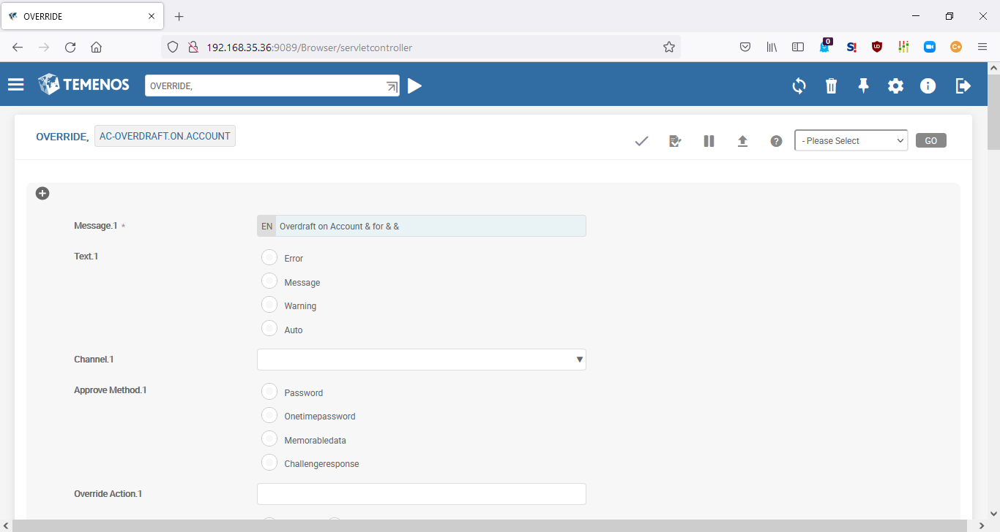 OVERRIDE
192.168.35.36:9089/Browser/servletcontroller
0
S!
UD
C+
TEMENOS
OVERRIDE,
OVERRIDE, AC-OVERDRAFT.ON.ACCOUNT
- Please Select
GO
Message.1 *
EN Overdraft on Account & for & &
Text.1
Error
Message
Warning
Auto
Channel.1
Approve Method.1
Password
Onetimepassword
Memorabledata
Challengeresponse
Override Action.1